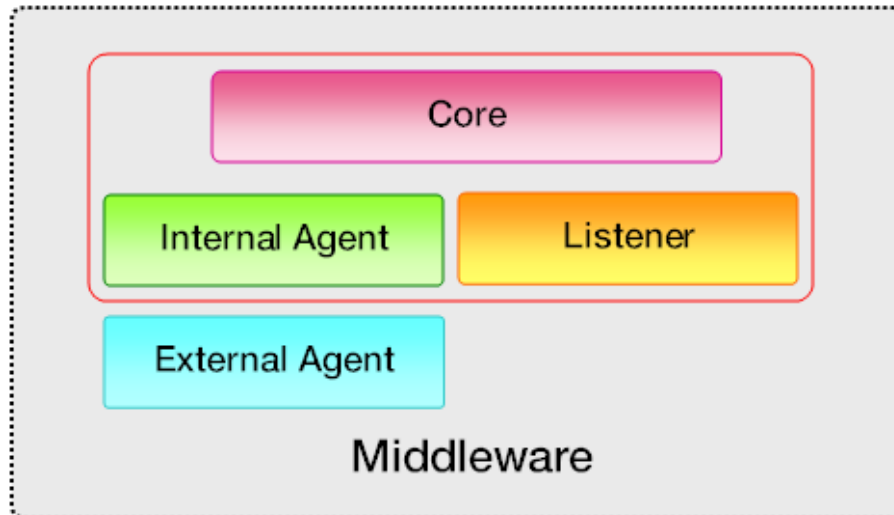 Core
Internal Agent
Listener
External Agent
Middleware